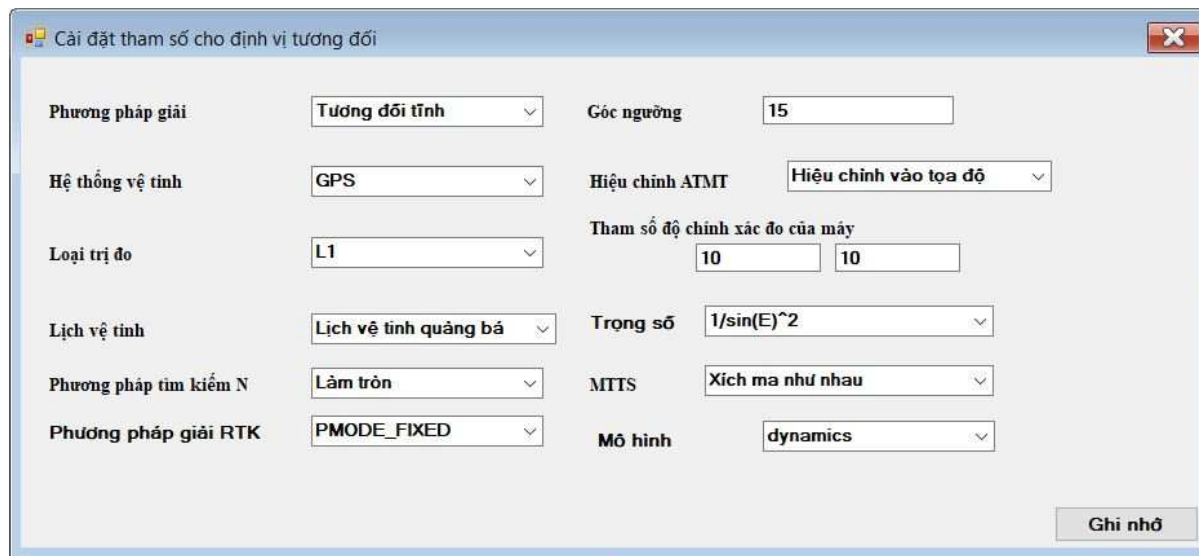 Cài đặt tham số cho định vị tương đối
Phương pháp giải Tương đối tĩnh Góc ngưỡng 15
Hệ thống vệ tinh GPS Hiệu chỉnh ATMT Hiệu chỉnh vào tọa độ
Tham số độ chính xác đo của máy
Loại trị đo L1 10 10
Lịch vệ tinh Lịch vệ tinh quảng bá Trọng số 1/sin(E)^2
Phương pháp tìm kiếm N Làm tròn MTTS Xích ma như nhau
Phương pháp giải RTK PMODE_FIXED Mô hình dynamics
Ghi nhớ